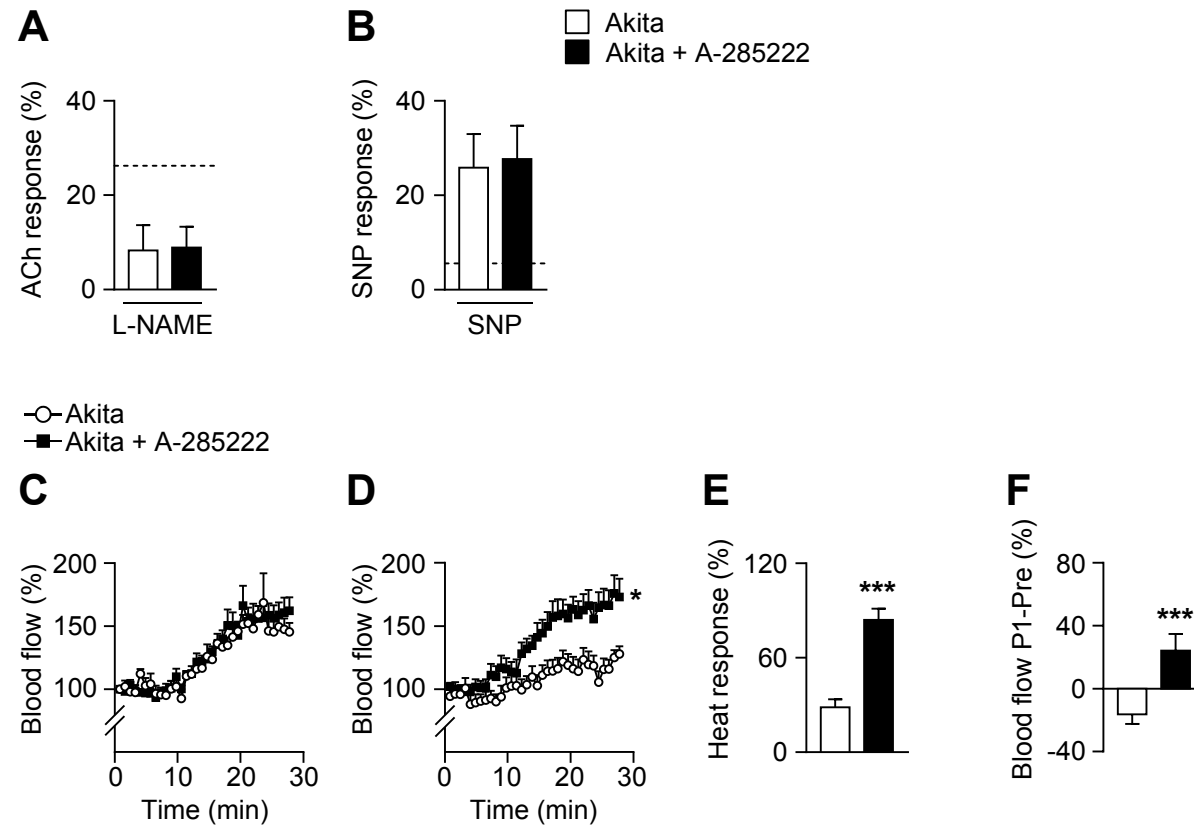 A
B
Akita
Akita + A-285222
ACh response (%)
40
20
0
L-NAME
SNP response (%)
40
20
0
SNP
Akita
Akita + A-285222
C
D
E
F
Blood flow (%)
200
150
100
0
10
20
30
Time (min)
Blood flow (%)
200
150
100
*
0
10
20
30
Time (min)
Heat response (%)
120
60
0
***
Blood flow P1-Pre (%)
80
40
0
-40
***